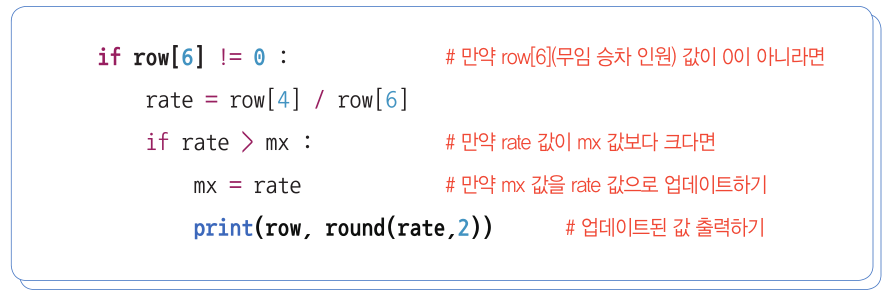 if row[6] != 0 : # 만약 row[6](무임 승차 인원) 값이 0이 아니라면
rate = row[4] / row[6]
if rate > mx : # 만약 rate 값이 mx 값보다 크다면
mx = rate # 만약 mx 값을 rate 값으로 업데이트하기
print(row, round(rate,2)) # 업데이트된 값 출력하기